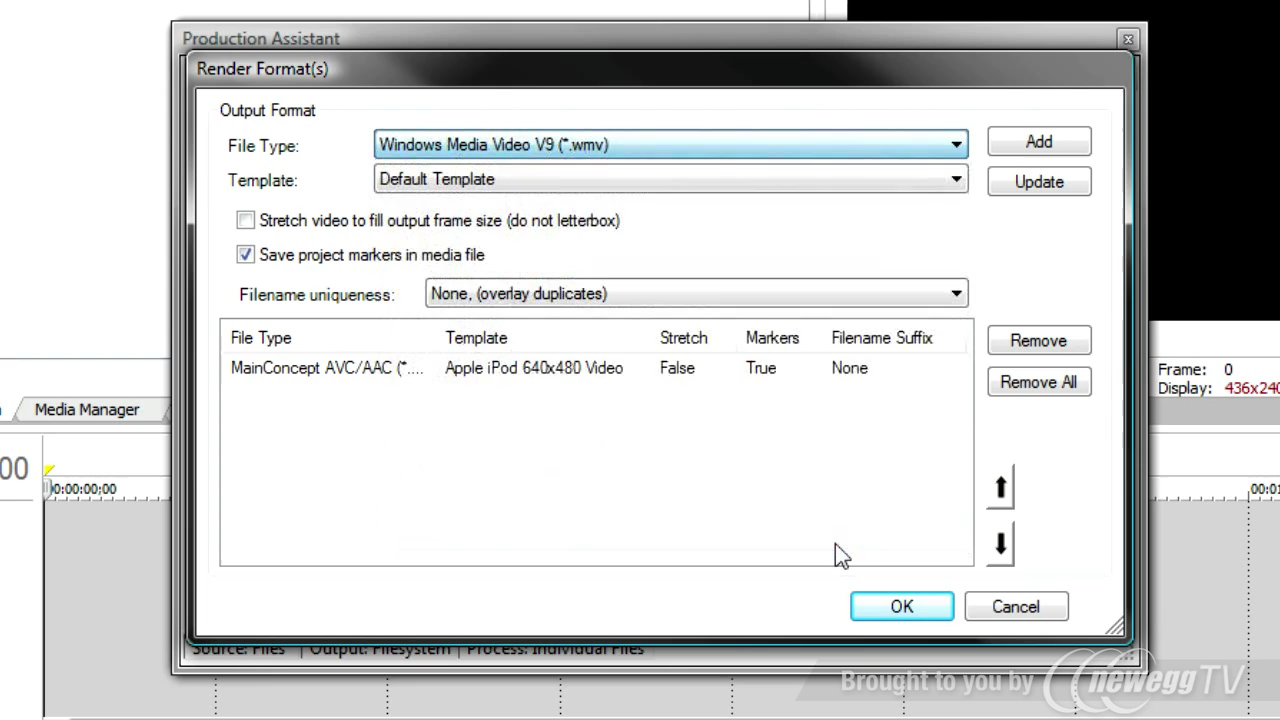 Production Assistant
Render Format(s)
Output Format
File Type: Windows Media Video V9 (*.wmv) Add
Template: Default Template Update
Stretch video to fill output frame size (do not letterbox)
Save project markers in media file
Filename uniqueness: None, (overlay duplicates)
File Type Template Stretch Markers Filename Suffix
MainConcept AVC/AAC (*.... Apple iPod 640x480 Video False True None
Remove
Remove All
Frame: 0
Display: 436x240
Media Manager
00
0:00:00;00
00:01
OK Cancel
Source: Files Output: Filesystem Process: Individual Files
Brought to you by newegg TV